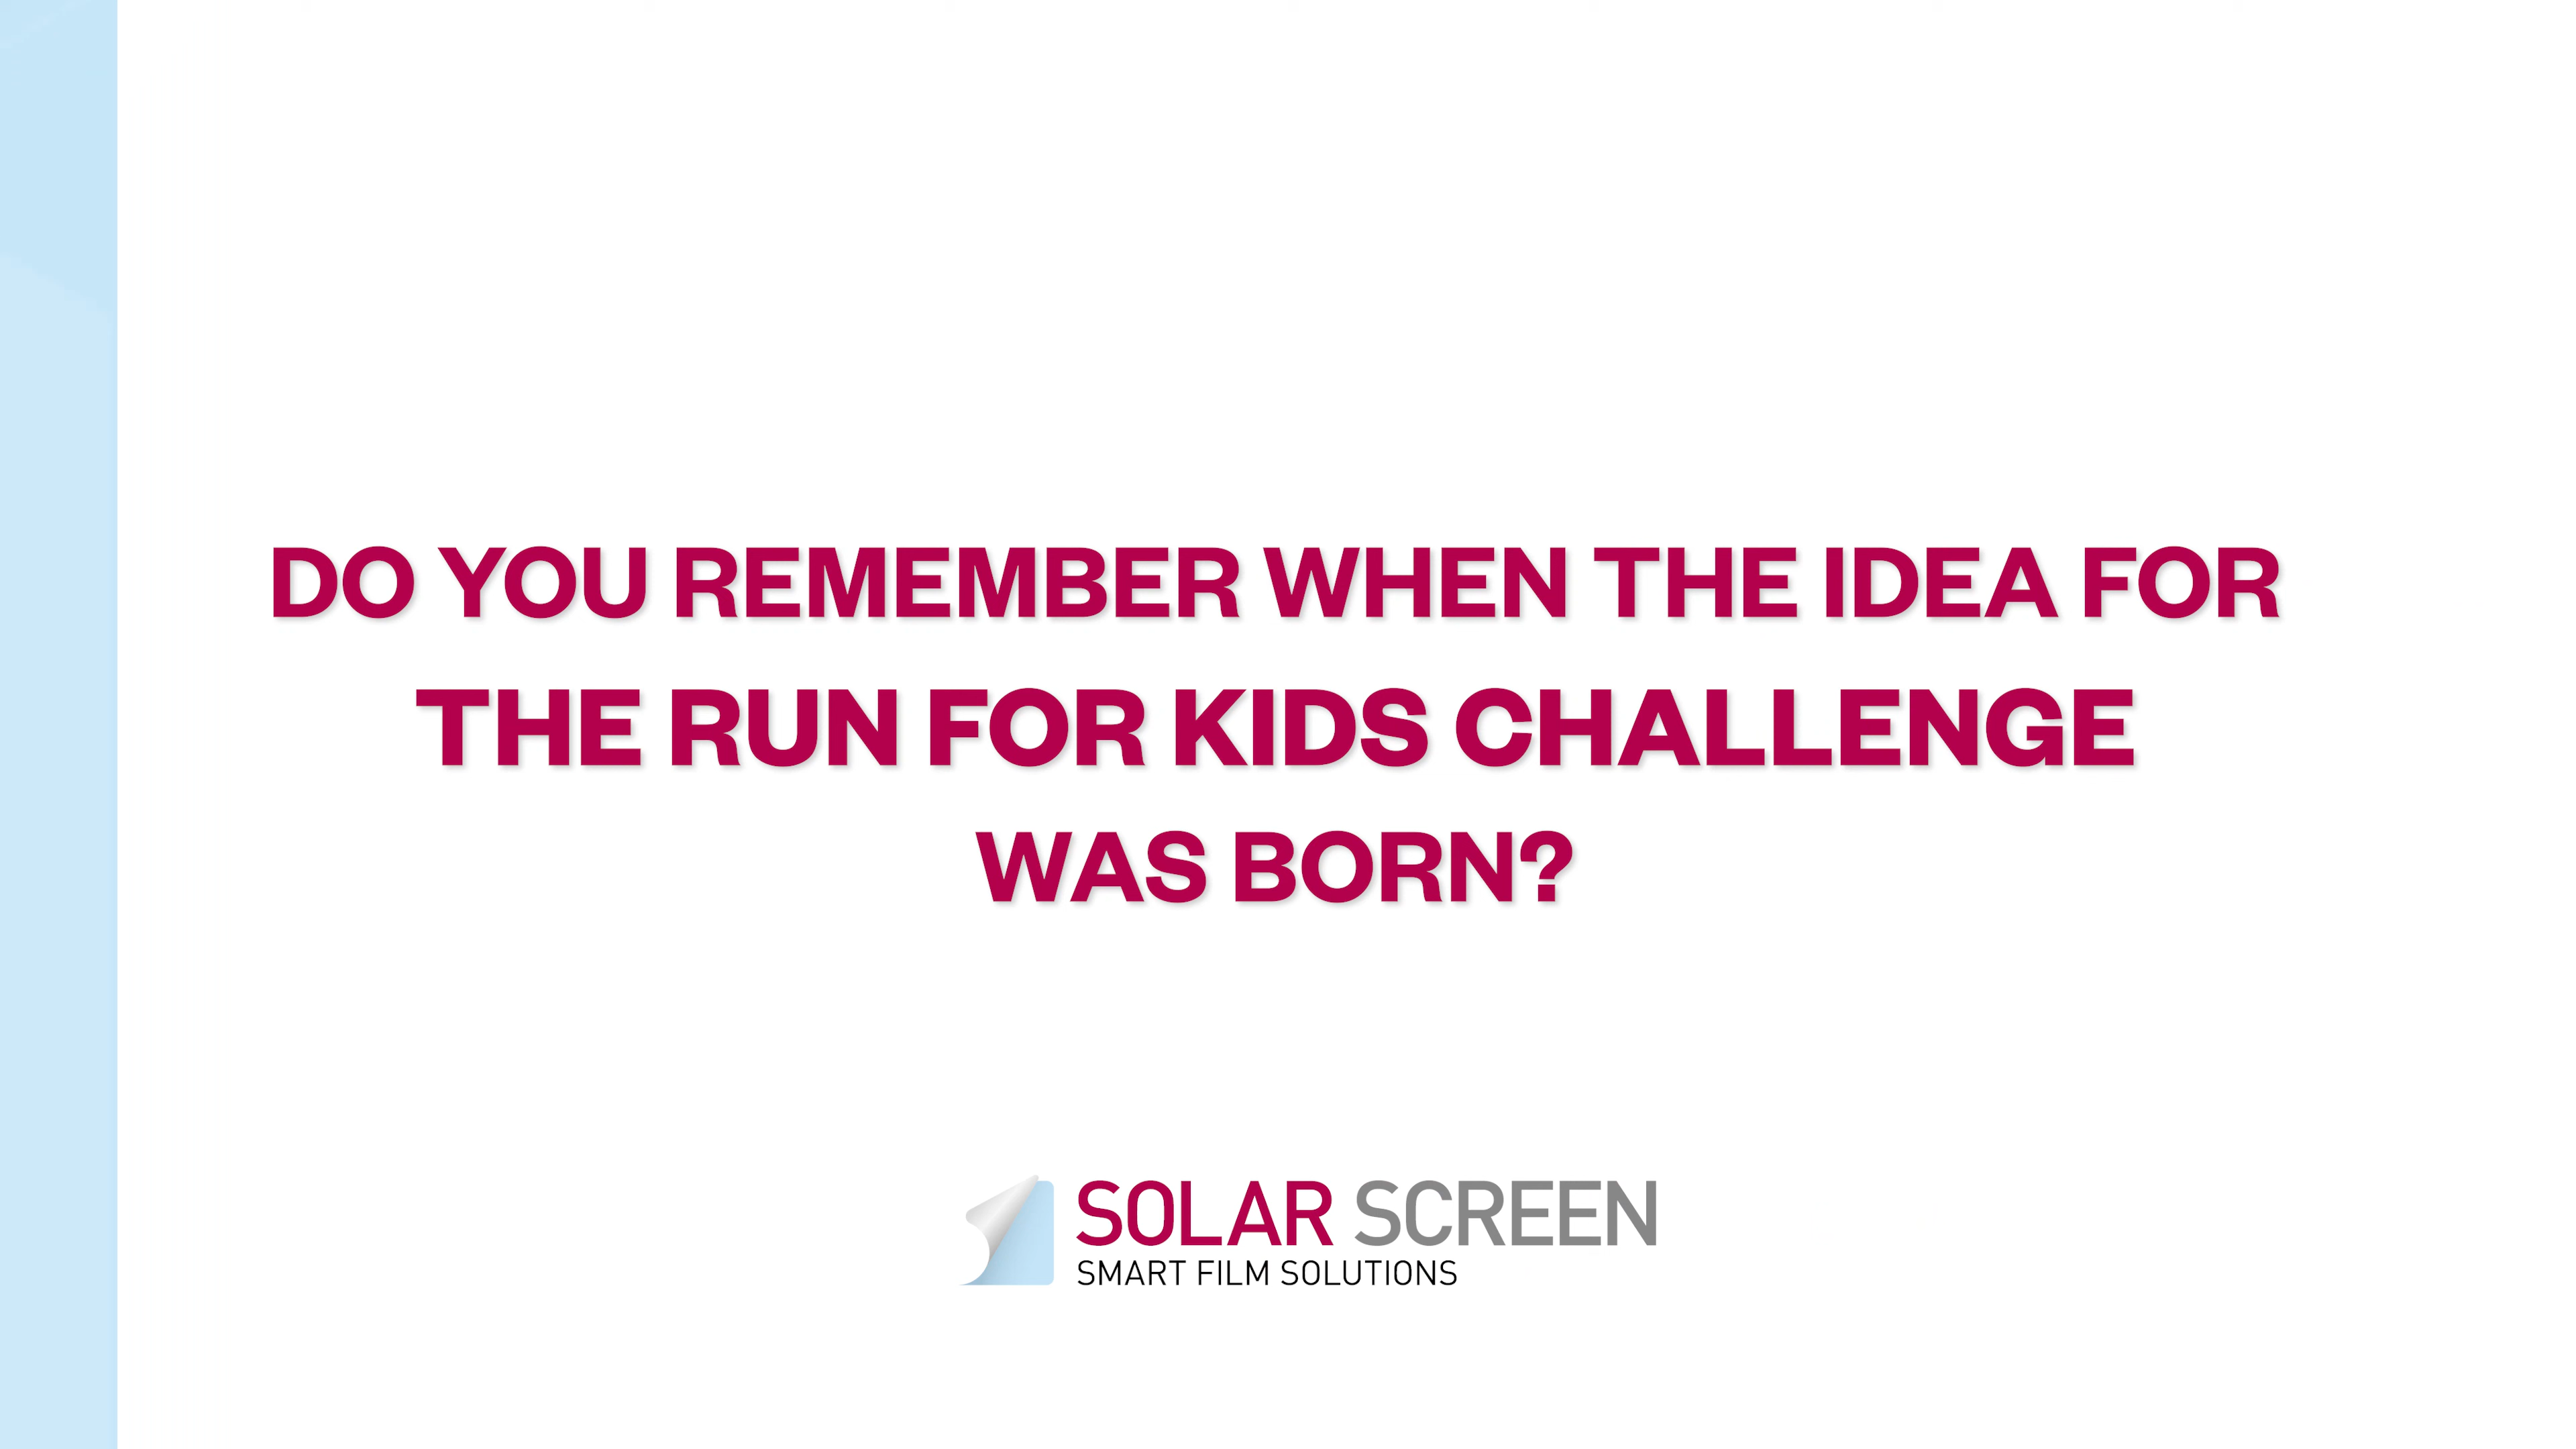 DO YOU REMEMBER WHEN THE IDEA FOR
THE RUN FOR KIDS CHALLENGE
WAS BORN?
SOLAR SCREEN
SMART FILM SOLUTIONS